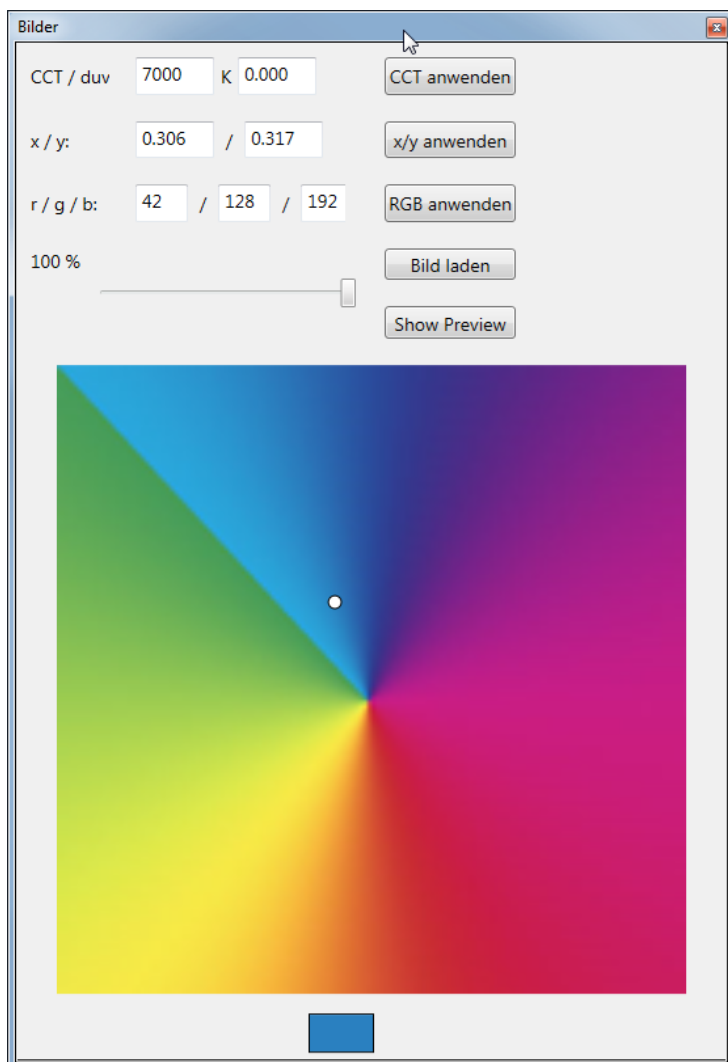 Bilder
CCT / duv 7000 K 0.000 CCT anwenden
x / y: 0.306 / 0.317 x/y anwenden
r / g / b: 42 / 128 / 192 RGB anwenden
100 % Bild laden
Show Preview